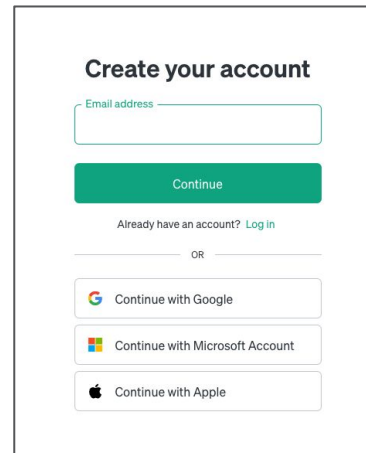 Create your account
Email address
Continue
Already have an account? Log in
OR
Continue with Google
Continue with Microsoft Account
Continue with Apple